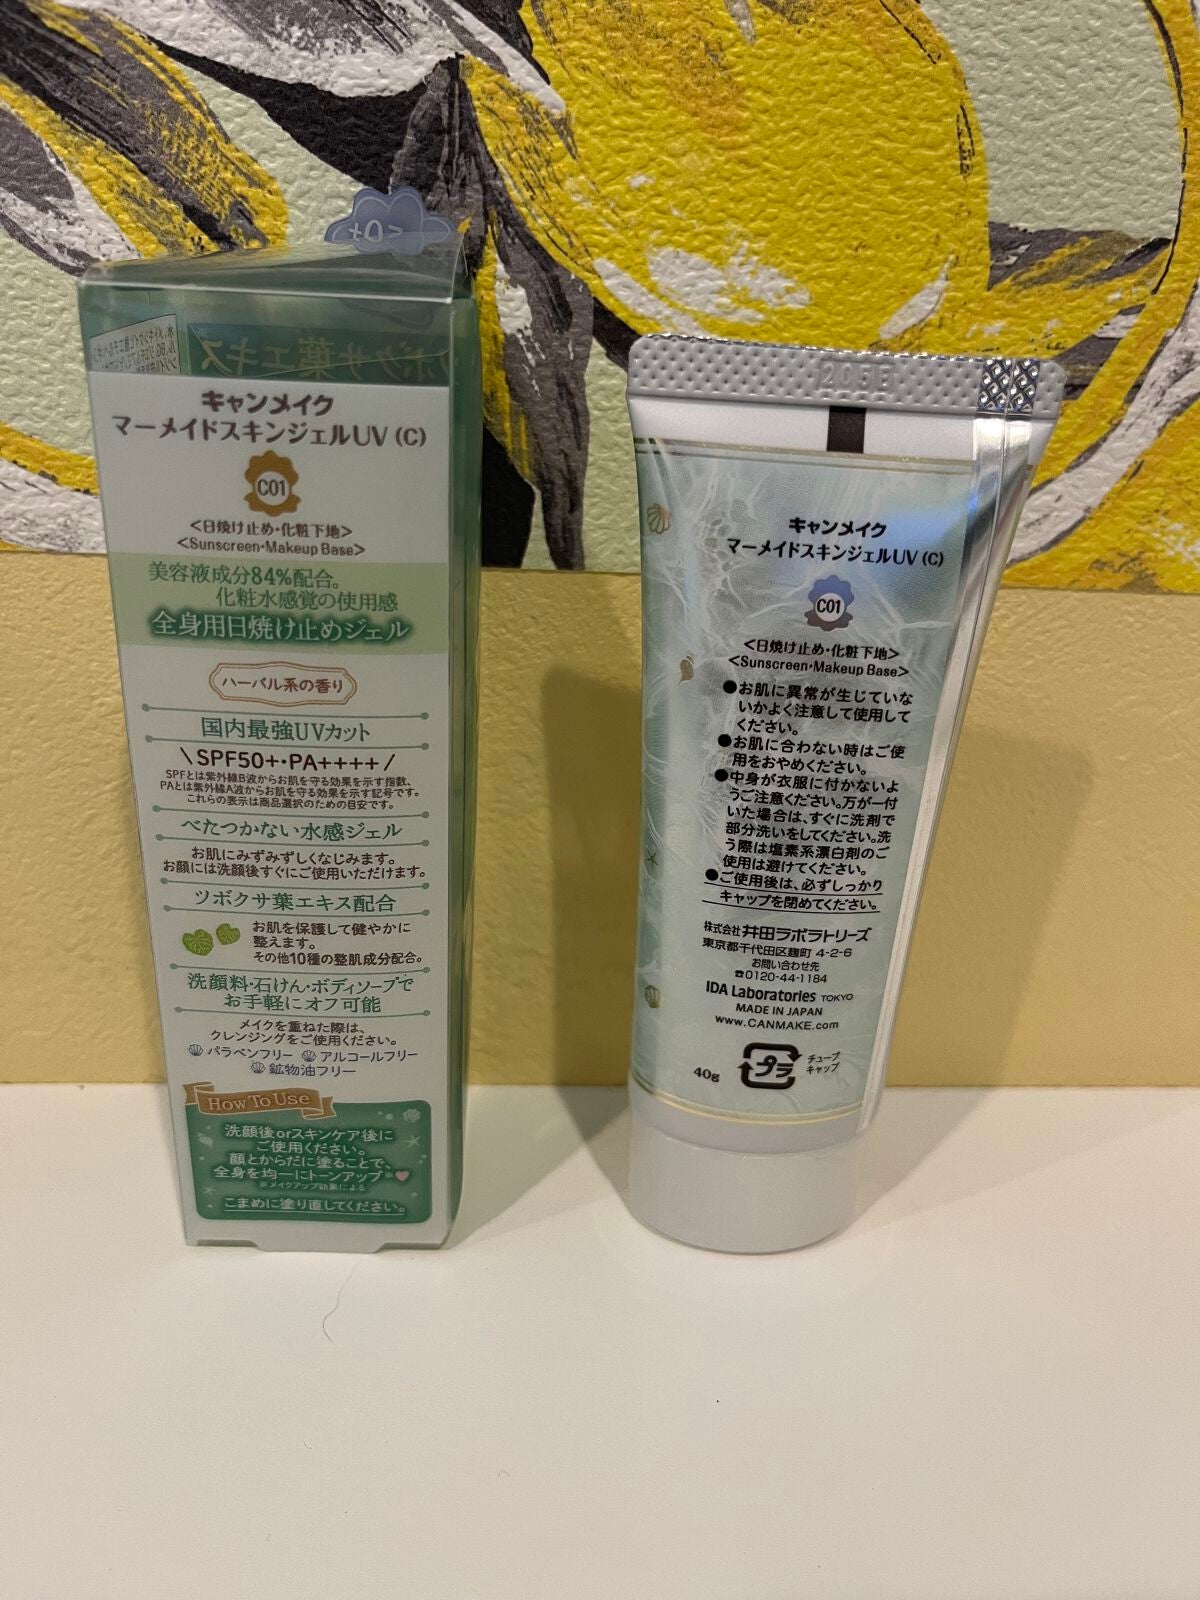 キャンメイク
マーメイドスキンジェルUV (C)
C01
<日焼け止め・化粧下地>
<Sunscreen・Makeup Base>
美容液成分84%配合。
化粧水感覚の使用感
全身用日焼け止めジェル
ハーバル系の香り
国内最強UVカット
\ SPF50+・PA++++ /
SPFとは紫外線B波からお肌を守る効果を示す指数、
PAとは紫外線A波からお肌を守る効果を示す記号です。
これらの表示は商品選択のための目安です。
べたつかない水感ジェル
お肌にみずみずしくなじみます。
お顔には洗顔後すぐにご使用いただけます。
ツボクサ葉エキス配合
お肌を保護して健やかに
整えます。
その他10種の整肌成分配合。
洗顔料・石けん・ボディソープで
お手軽にオフ可能
メイクを重ねた際は、
クレンジングをご使用ください。
パラベンフリー アルコールフリー
鉱物油フリー
How To Use
洗顔後orスキンケア後に
ご使用ください。
顔とからだに塗ることで、
全身を均一にトーンアップ※
※メイクアップ効果による
こまめに塗り直してください。
205E
キャンメイク
マーメイドスキンジェルUV (C)
C01
<日焼け止め・化粧下地>
<Sunscreen・Makeup Base>
●お肌に異常が生じていな
いかよく注意して使用して
ください。
●お肌に合わない時はご使
用をおやめください。
●中身が衣服に付かないよ
うご注意ください。万が一付
いた場合は、すぐに洗剤で
部分洗いをしてください。洗
う際は塩素系漂白剤のご
使用は避けてください。
●ご使用後は、必ずしっかり
キャップを閉めてください。
株式会社 井田ラボラトリーズ
東京都千代田区麹町 4-2-6
お問い合わせ先
☎0120-44-1184
IDA Laboratories TOKYO
MADE IN JAPAN
www.CANMAKE.com
40g
プラ
チューブ
キャップ